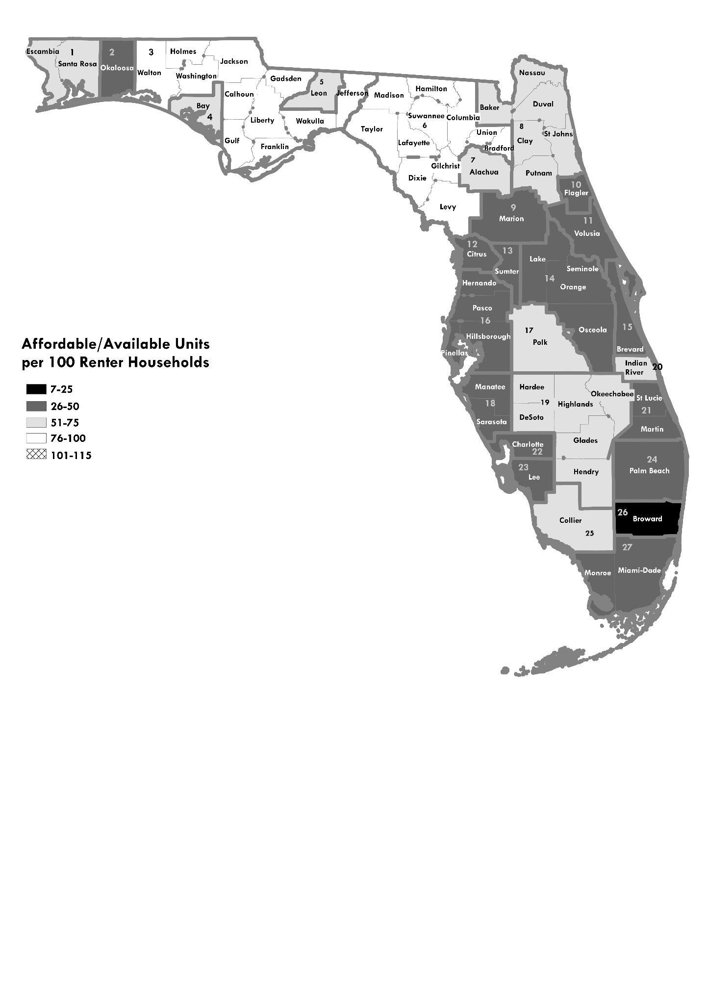 Escambia
1
Santa Rosa
2
Okaloosa
3
Walton
Holmes
Jackson
Washington
Bay
4
Calhoun
Gulf
Liberty
Franklin
Gadsden
5
Leon
Jefferson
Wakulla
Madison
Taylor
Hamilton
Suwannee
6
Columbia
Lafayette
Gilchrist
Dixie
Levy
Baker
Union
Bradford
7
Alachua
Nassau
Duval
8
Clay
St Johns
Putnam
9
Marion
10
Flagler
11
Volusia
12
Citrus
13
Sumter
Hernando
Lake
Seminole
14
Orange
Osceola
Pasco
16
Hillsborough
Pinellas
17
Polk
15
Brevard
Indian
River
20
Manatee
18
Sarasota
Hardee
19
DeSoto
Highlands
Okeechobee
St Lucie
21
Martin
Charlotte
22
Glades
23
Lee
Hendry
24
Palm Beach
Collier
25
26
Broward
27
Monroe
Miami-Dade
Affordable/Available Units
per 100 Renter Households
7-25
26-50
51-75
76-100
101-115